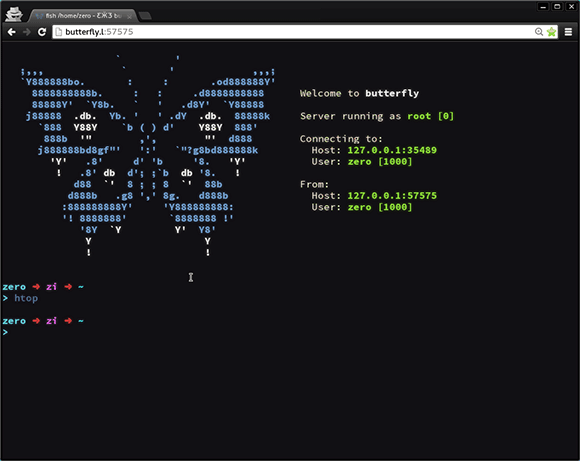 fish /home/zero - ƸӜƷ bu
butterfly.l:57575
Welcome to butterfly
Server running as root [0]
Connecting to:
Host: 127.0.0.1:35489
User: zero [1000]
From:
Host: 127.0.0.1:57575
User: zero [1000]
zero ➜ zi ➜ ~
> htop
zero ➜ zi ➜ ~
>